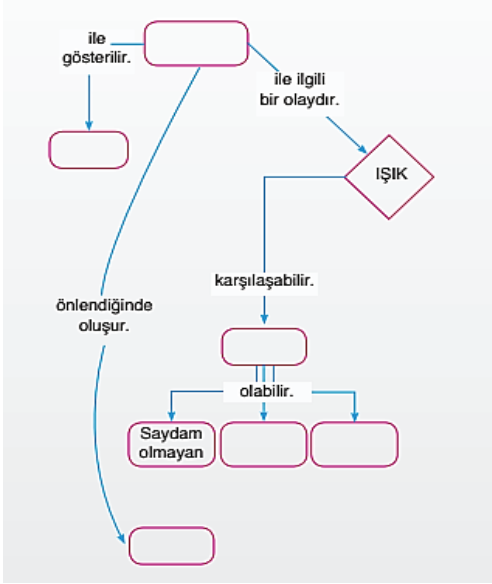 ile
gösterilir.
ile ilgili
bir olaydır.
IŞIK
karşılaşabilir.
önlendiğinde
oluşur.
olabilir.
Saydam
olmayan